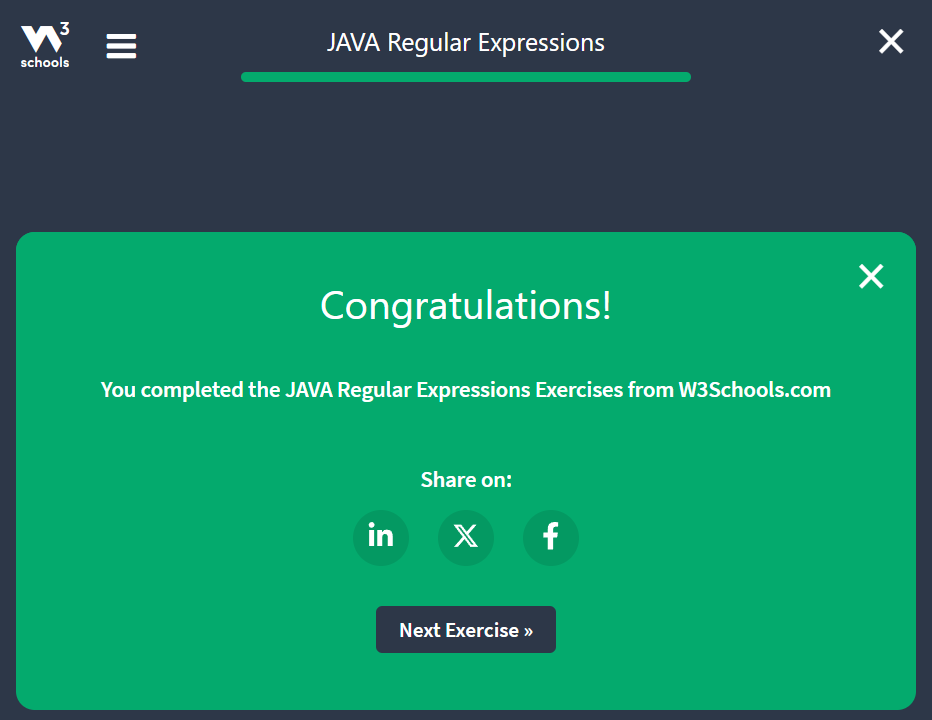 W3
schools
JAVA Regular Expressions
Congratulations!
You completed the JAVA Regular Expressions Exercises from W3Schools.com
Share on:
in X f
Next Exercise »